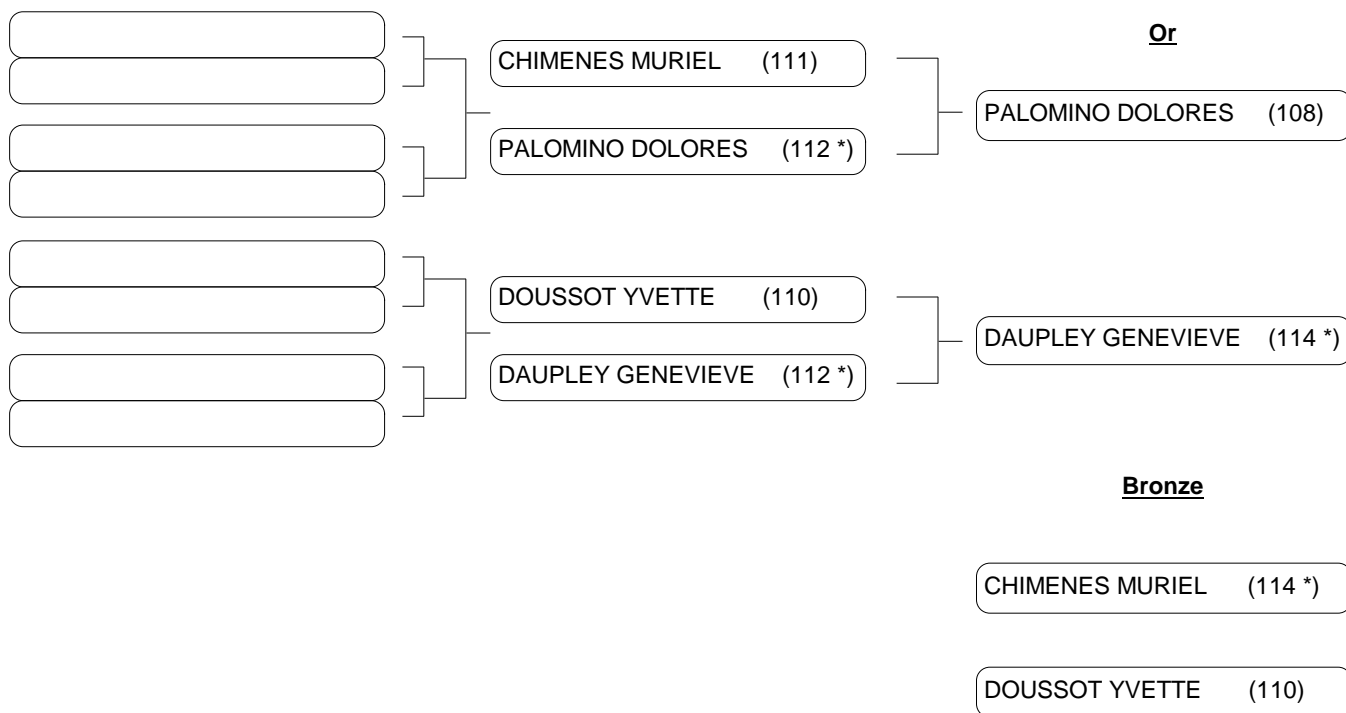 Or
CHIMENES MURIEL (111)
PALOMINO DOLORES (112 *)
PALOMINO DOLORES (108)
DOUSSOT YVETTE (110)
DAUPLEY GENEVIEVE (112 *)
DAUPLEY GENEVIEVE (114 *)
Bronze
CHIMENES MURIEL (114 *)
DOUSSOT YVETTE (110)